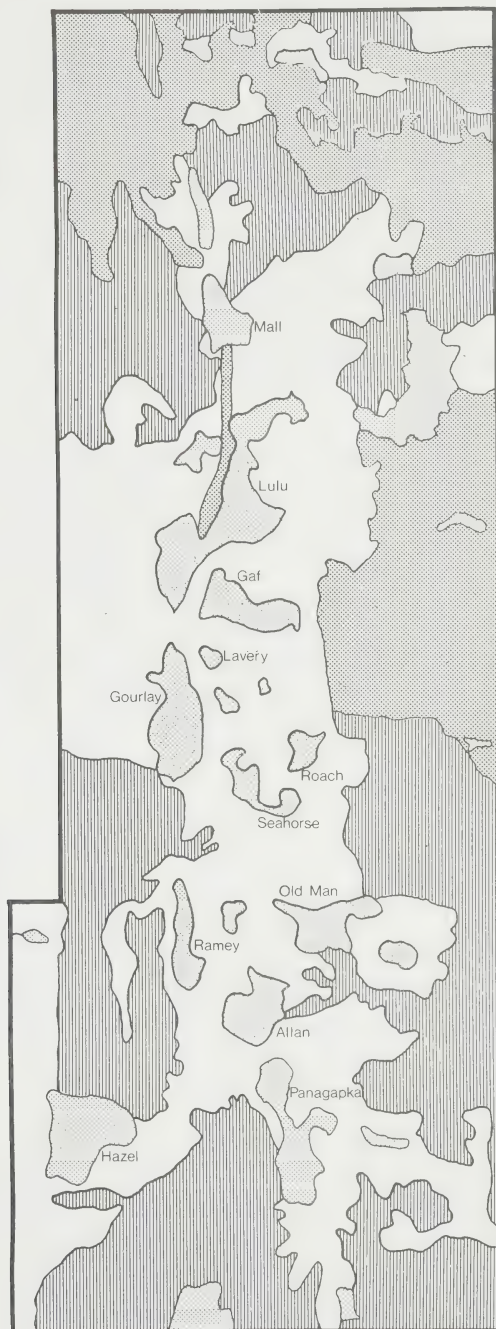 Mall
Lulu
Gaf
Lavery
Gourlay
Roach
Seahorse
Old Man
Ramey
Allan
Panagapka
Hazel